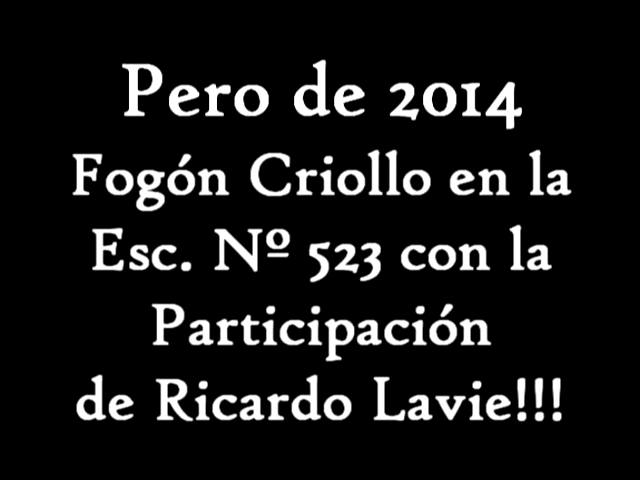 Pero de 2014
Fogón Criollo en la
Esc. Nº 523 con la
Participación
de Ricardo Lavie!!!